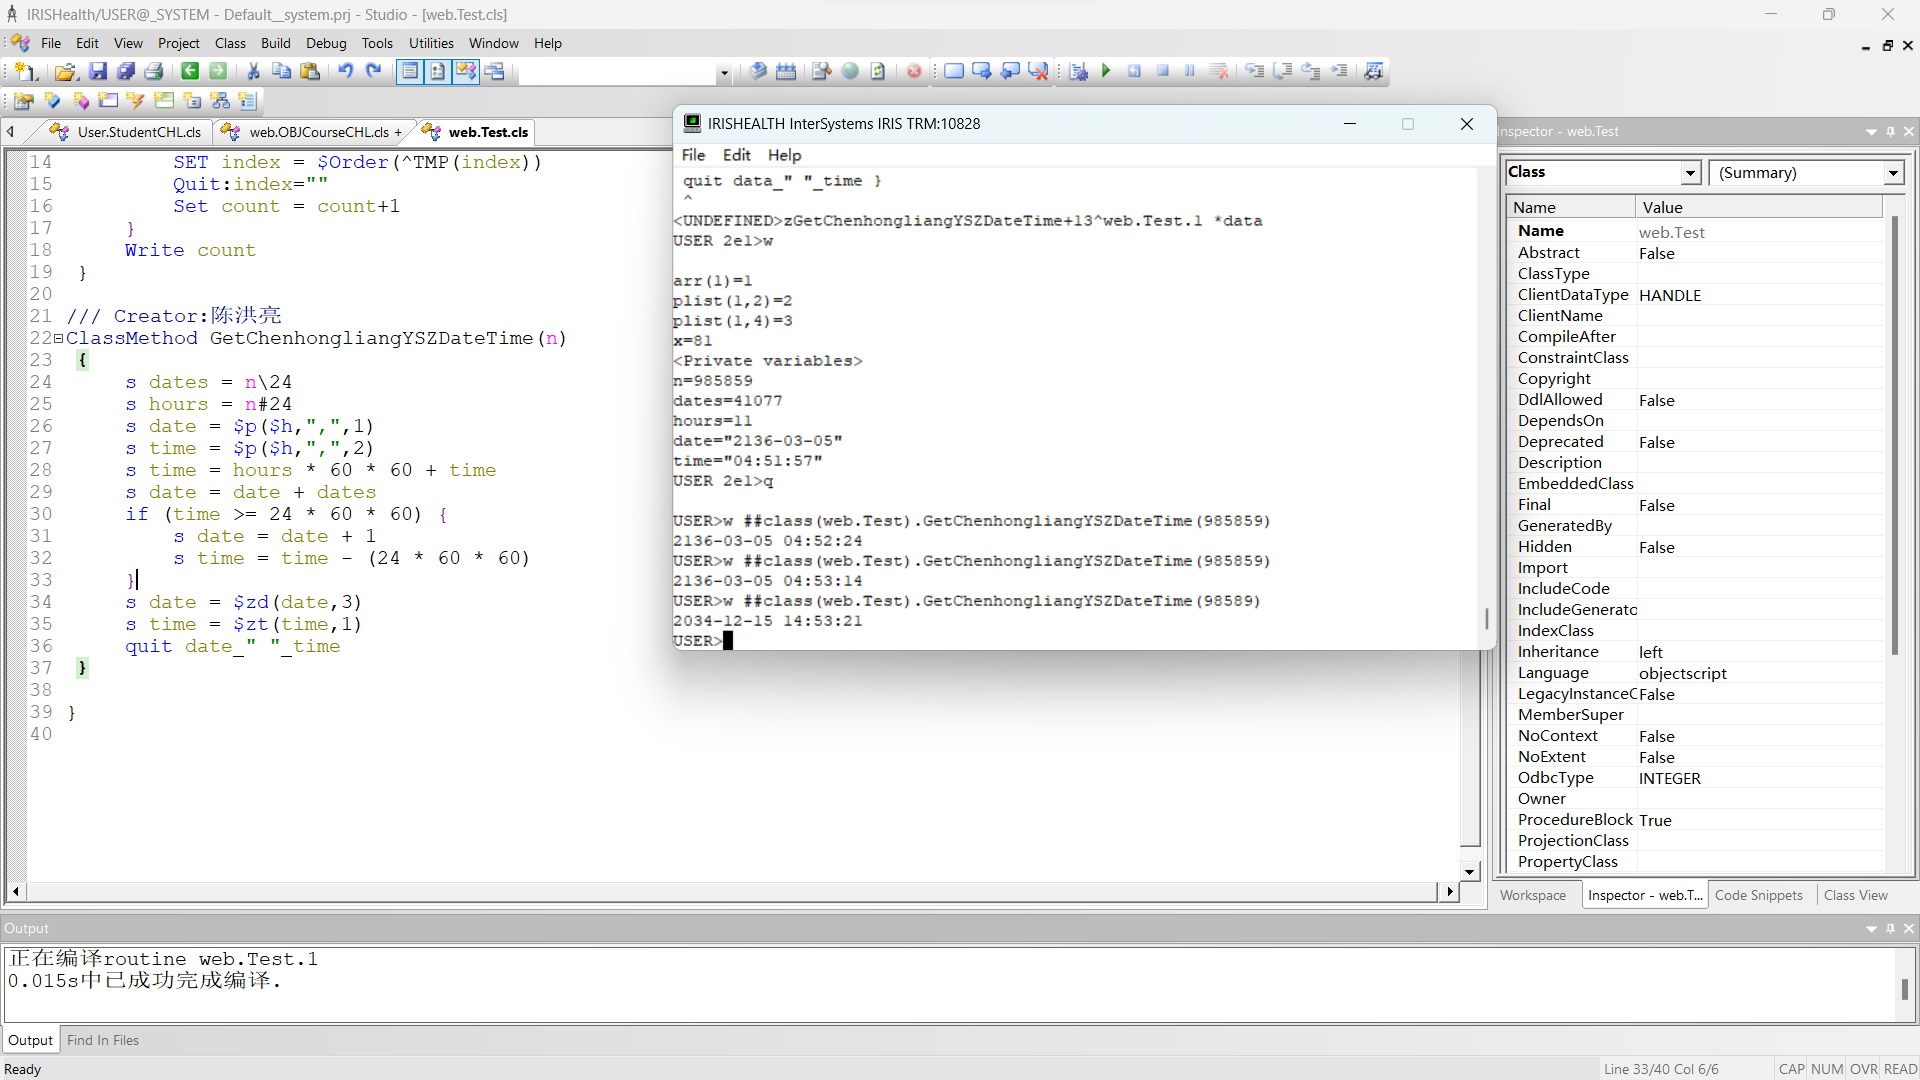 IRISHealth/USER@_SYSTEM - Default__system.prj - Studio - [web.Test.cls]
File Edit View Project Class Build Debug Tools Utilities Window Help
User.StudentCHL.cls web.OBJCourseCHL.cls + web.Test.cls
14 SET index = $Order(^TMP(index))
15 Quit:index=""
16 Set count = count+1
17 }
18 Write count
19 }
20
21 /// Creator:陈洪亮
22 ClassMethod GetChenhongliangYSZDateTime(n)
23 {
24 s dates = n\24
25 s hours = n#24
26 s date = $p($h,",",1)
27 s time = $p($h,",",2)
28 s time = hours * 60 * 60 + time
29 s date = date + dates
30 if (time >= 24 * 60 * 60) {
31 s date = date + 1
32 s time = time - (24 * 60 * 60)
33 }
34 s date = $zd(date,3)
35 s time = $zt(time,1)
36 quit date_" "_time
37 }
38
39 }
40
IRISHEALTH InterSystems IRIS TRM:10828
File Edit Help
quit data_" "_time }
^
<UNDEFINED>zGetChenhongliangYSZDateTime+13^web.Test.1 *data
USER 2e1>w
arr(1)=1
plist(1,2)=2
plist(1,4)=3
x=81
<Private variables>
n=985859
dates=41077
hours=11
date="2136-03-05"
time="04:51:57"
USER 2e1>q
USER>w ##class(web.Test).GetChenhongliangYSZDateTime(985859)
2136-03-05 04:52:24
USER>w ##class(web.Test).GetChenhongliangYSZDateTime(985859)
2136-03-05 04:53:14
USER>w ##class(web.Test).GetChenhongliangYSZDateTime(98589)
2034-12-15 14:53:21
USER>
Inspector - web.Test
Class (Summary)
Name Value
Name web.Test
Abstract False
ClassType
ClientDataType HANDLE
ClientName
CompileAfter
ConstraintClass
Copyright
DdlAllowed False
DependsOn
Deprecated False
Description
EmbeddedClass
Final False
GeneratedBy
Hidden False
Import
IncludeCode
IncludeGenerato
IndexClass
Inheritance left
Language objectscript
LegacyInstanceC False
MemberSuper
NoContext False
NoExtent False
OdbcType INTEGER
Owner
ProcedureBlock True
ProjectionClass
PropertyClass
Workspace Inspector - web.T... Code Snippets Class View
Output
正在编译routine web.Test.1
0.015s中已成功完成编译.
Output Find In Files
Ready Line 33/40 Col 6/6 CAP NUM OVR READ